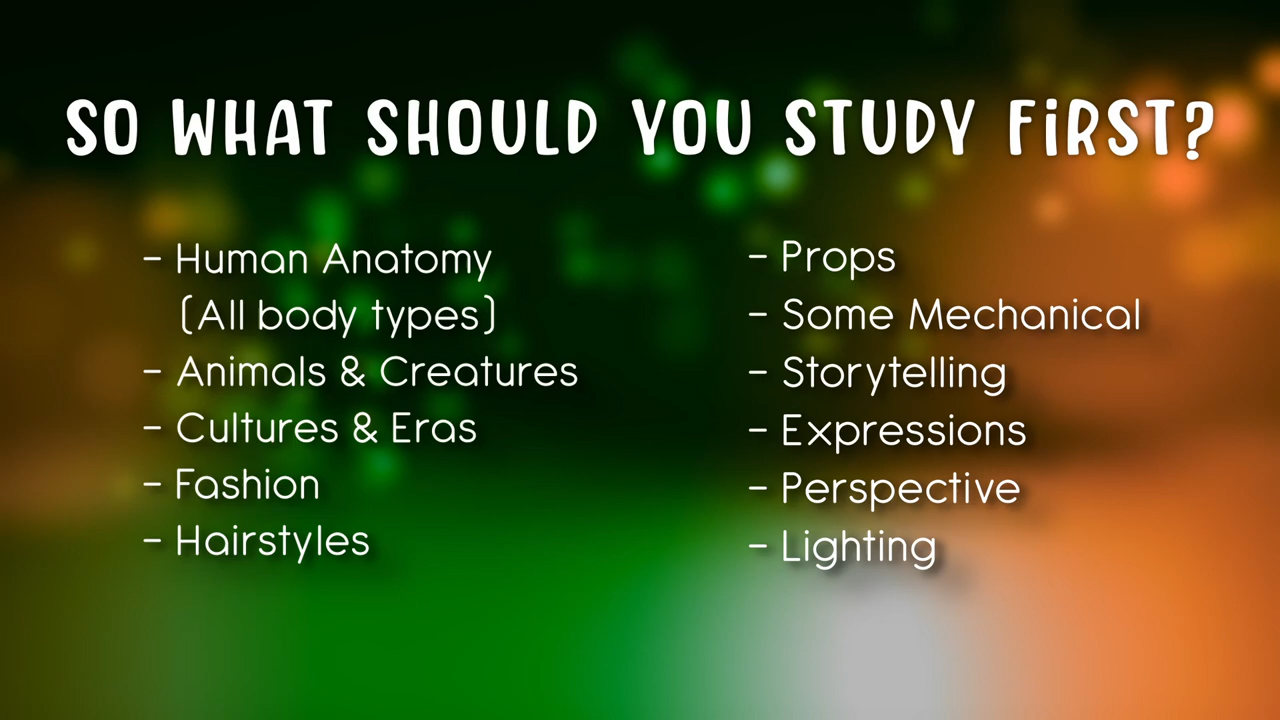 SO WHAT SHOULD YOU STUDY FiRST?
- Human Anatomy
(All body types)
- Animals & Creatures
- Cultures & Eras
- Fashion
- Hairstyles
- Props
- Some Mechanical
- Storytelling
- Expressions
- Perspective
- Lighting